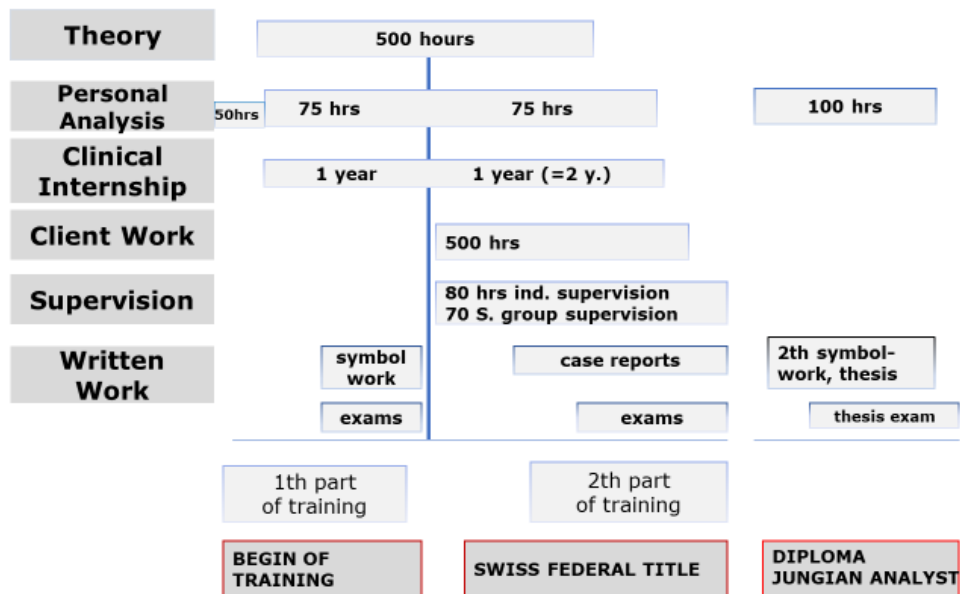 Theory
500 hours
Personal
Analysis
50hrs
75 hrs
75 hrs
100 hrs
Clinical
Internship
1 year
1 year (=2 y.)
Client Work
500 hrs
Supervision
80 hrs ind. supervision
70 S. group supervision
Written
Work
symbol
work
case reports
2th symbol-
work, thesis
exams
exams
thesis exam
1th part
of training
2th part
of training
BEGIN OF
TRAINING
SWISS FEDERAL TITLE
DIPLOMA
JUNGIAN ANALYST